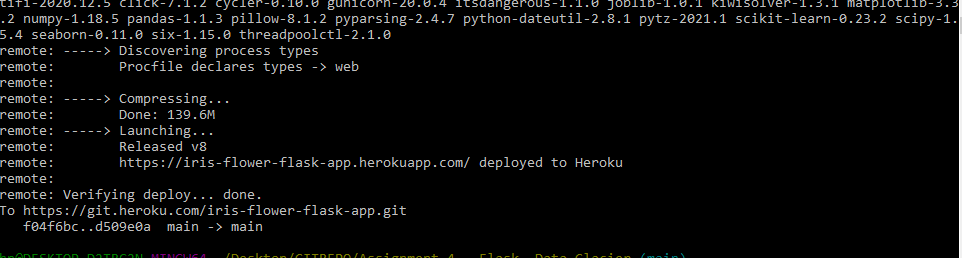 tifi-2020.12.5 click-7.1.2 cycler-0.10.0 gunicorn-20.0.4 itsdangerous-1.1.0 joblib-1.0.1 kiwisolver-1.3.1 matplotlib-3.3
.2 numpy-1.18.5 pandas-1.1.3 pillow-8.1.2 pyparsing-2.4.7 python-dateutil-2.8.1 pytz-2021.1 scikit-learn-0.23.2 scipy-1.
5.4 seaborn-0.11.0 six-1.15.0 threadpoolctl-2.1.0
remote: -----> Discovering process types
remote:        Procfile declares types -> web
remote:
remote: -----> Compressing...
remote:        Done: 139.6M
remote: -----> Launching...
remote:        Released v8
remote:        https://iris-flower-flask-app.herokuapp.com/ deployed to Heroku
remote:
remote: Verifying deploy... done.
To https://git.heroku.com/iris-flower-flask-app.git
   f04f6bc..d509e0a  main -> main
(main)